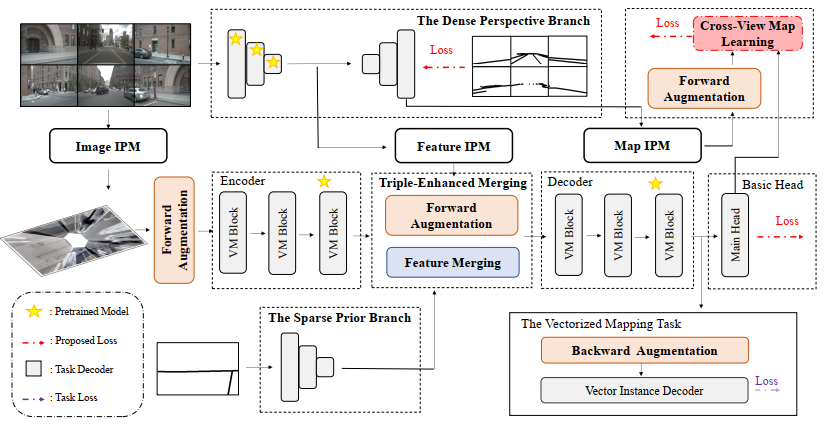 The Dense Perspective Branch
Loss
Loss
Cross-View Map
Learning
Forward
Augmentation
Image IPM
Feature IPM
Map IPM
Encoder
Triple-Enhanced Merging
Decoder
Basic Head
Forward
Augmentation
VM Block
VM Block
VM Block
Forward
Augmentation
Feature Merging
VM Block
VM Block
VM Block
Main Head
Loss
: Pretrained Model
: Proposed Loss
: Task Decoder
: Task Loss
The Sparse Prior Branch
The Vectorized Mapping Task
Backward Augmentation
Vector Instance Decoder
Loss